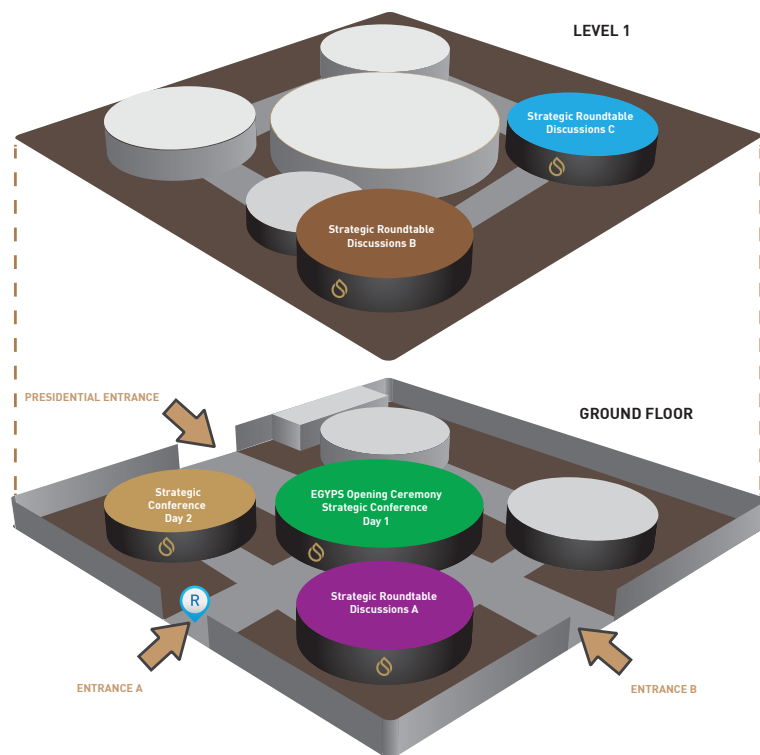 LEVEL 1
Strategic Roundtable
Discussions C
Strategic Roundtable
Discussions B
PRESIDENTIAL ENTRANCE
GROUND FLOOR
Strategic
Conference
Day 2
EGYPS Opening Ceremony
Strategic Conference
Day 1
Strategic Roundtable
Discussions A
R
ENTRANCE A
ENTRANCE B